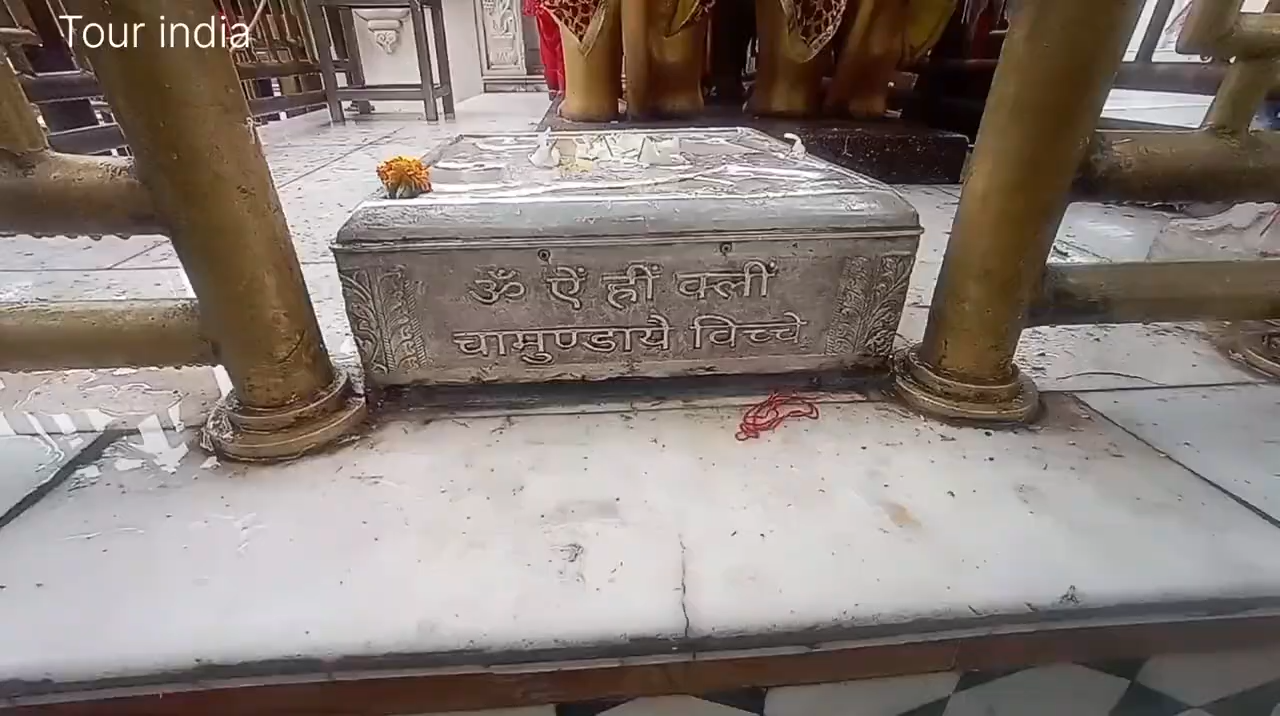 Tour india
ॐ ऐं ह्रीं क्लीं
चामुण्डायै विच्चे